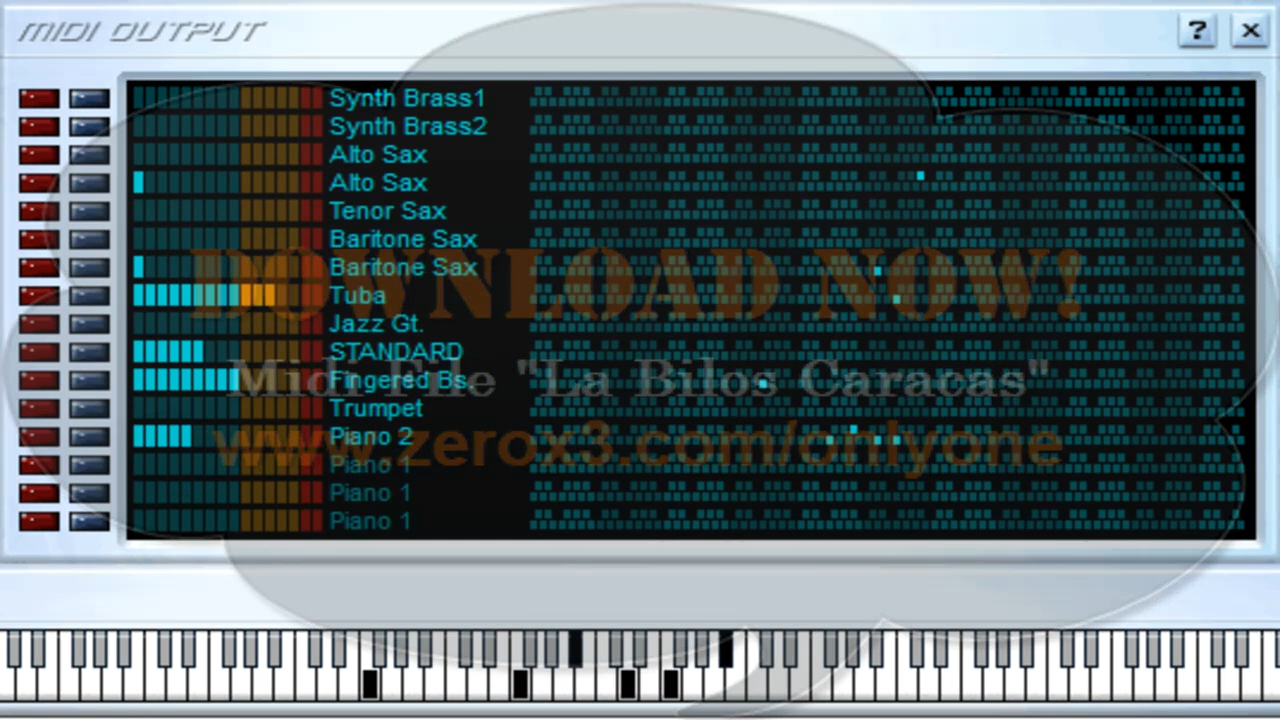 MIDI OUTPUT
? ×
Synth Brass1
Synth Brass2
Alto Sax
Alto Sax
Tenor Sax
Baritone Sax
Baritone Sax
DOWNLOAD NOW!
Tuba
Jazz Gt.
STANDARD
Midi File "La Bilos Caracas"
Fingered Bs.
Trumpet
Piano 2
www.zerox3.com/onlyone
Piano 1
Piano 1
Piano 1